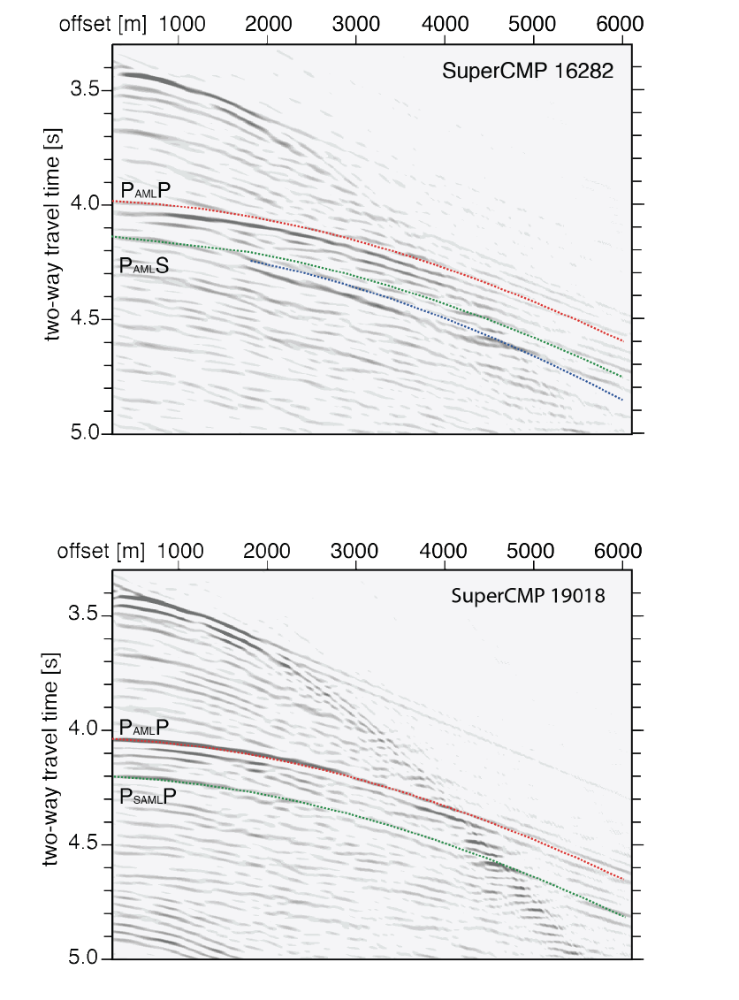 offset [m] 1000 2000 3000 4000 5000 6000
SuperCMP 16282
3.5
two-way travel time [s]
PAMLP
4.0
PAMLS
4.5
5.0
offset [m] 1000 2000 3000 4000 5000 6000
SuperCMP 19018
3.5
two-way travel time [s]
PAMLP
4.0
PSAMLP
4.5
5.0